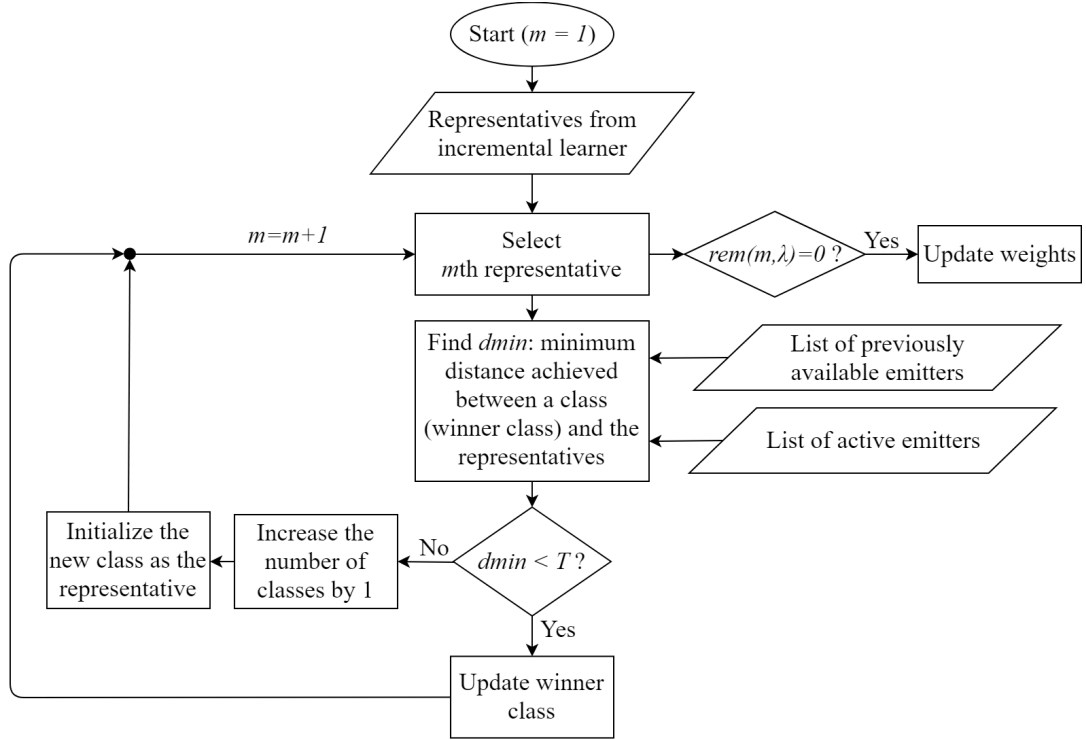 Start (m = 1)
Representatives from
incremental learner
m=m+1
Select
mth representative
rem(m,λ)=0 ?
Yes
Update weights
Find dmin: minimum
distance achieved
between a class
(winner class) and the
representatives
List of previously
available emitters
List of active emitters
Initialize the
new class as the
representative
Increase the
number of
classes by 1
No
dmin < T ?
Yes
Update winner
class